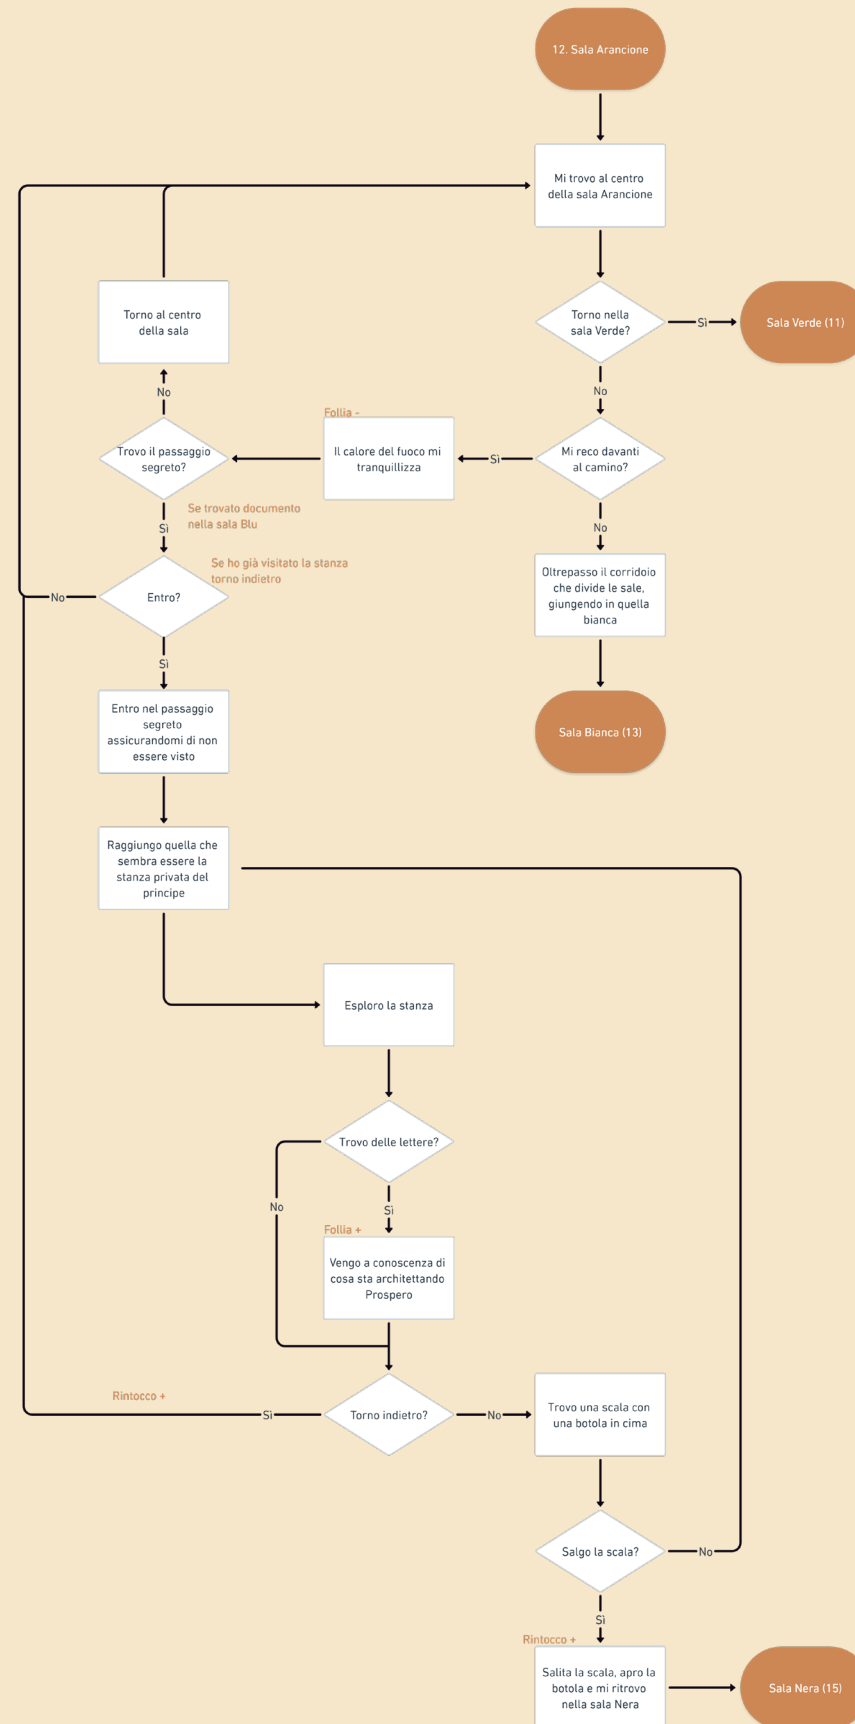 12. Sala Arancione
Mi trovo al centro
della sala Arancione
Torno al centro
della sala
Torno nella
sala Verde?
Sì
Sala Verde (11)
No
No
Follia -
Trovo il passaggio
segreto?
Il calore del fuoco mi
tranquillizza
Sì
Mi reco davanti
al camino?
Se trovato documento
nella sala Blu
Sì
No
Se ho già visitato la stanza
torno indietro
No
Entro?
Oltrepasso il corridoio
che divide le sale,
giungendo in quella
bianca
Sì
Entro nel passaggio
segreto
assicurandomi di non
essere visto
Sala Bianca (13)
Raggiungo quella che
sembra essere la
stanza privata del
principe
Esploro la stanza
Trovo delle lettere?
No
Sì
Follia +
Vengo a conoscenza di
cosa sta architettando
Prospero
Rintocco +
Sì
Torno indietro?
No
Trovo una scala con
una botola in cima
Salgo la scala?
No
Sì
Rintocco +
Salita la scala, apro la
botola e mi ritrovo
nella sala Nera
Sala Nera (15)